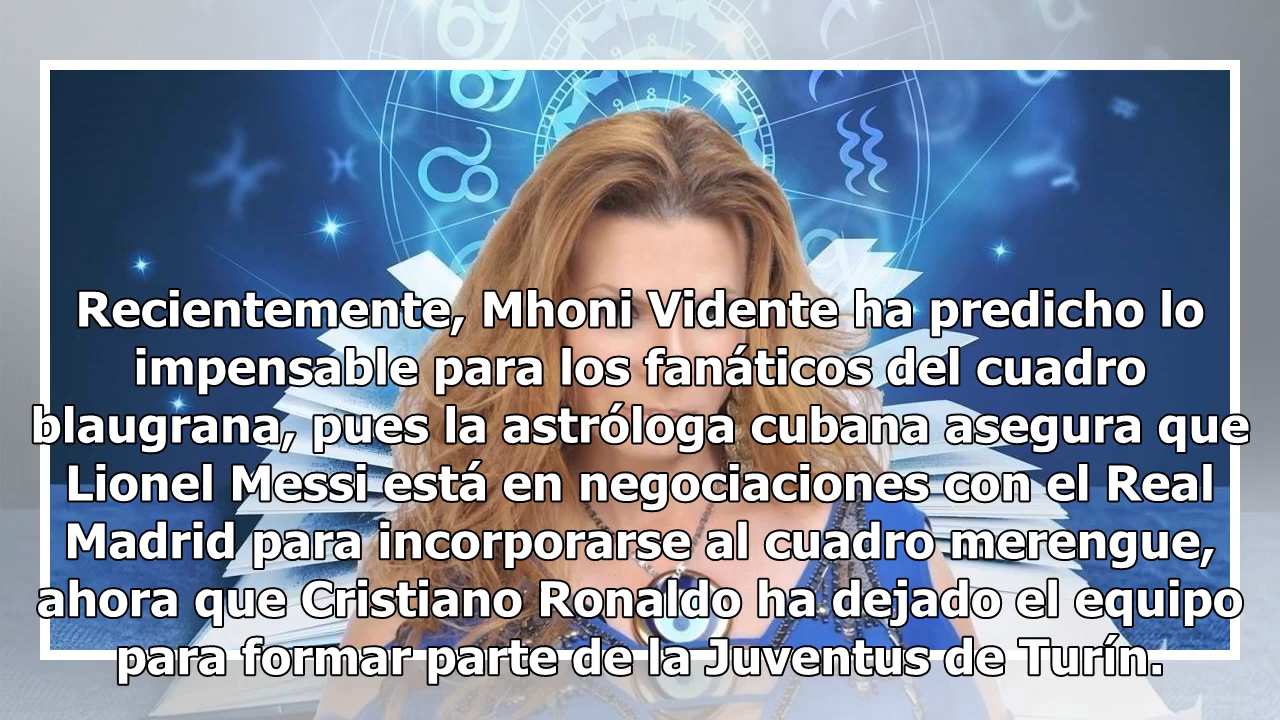 Recientemente, Mhoni Vidente ha predicho lo
impensable para los fanáticos del cuadro
blaugrana, pues la astróloga cubana asegura que
Lionel Messi está en negociaciones con el Real
Madrid para incorporarse al cuadro merengue,
ahora que Cristiano Ronaldo ha dejado el equipo
para formar parte de la Juventus de Turín.